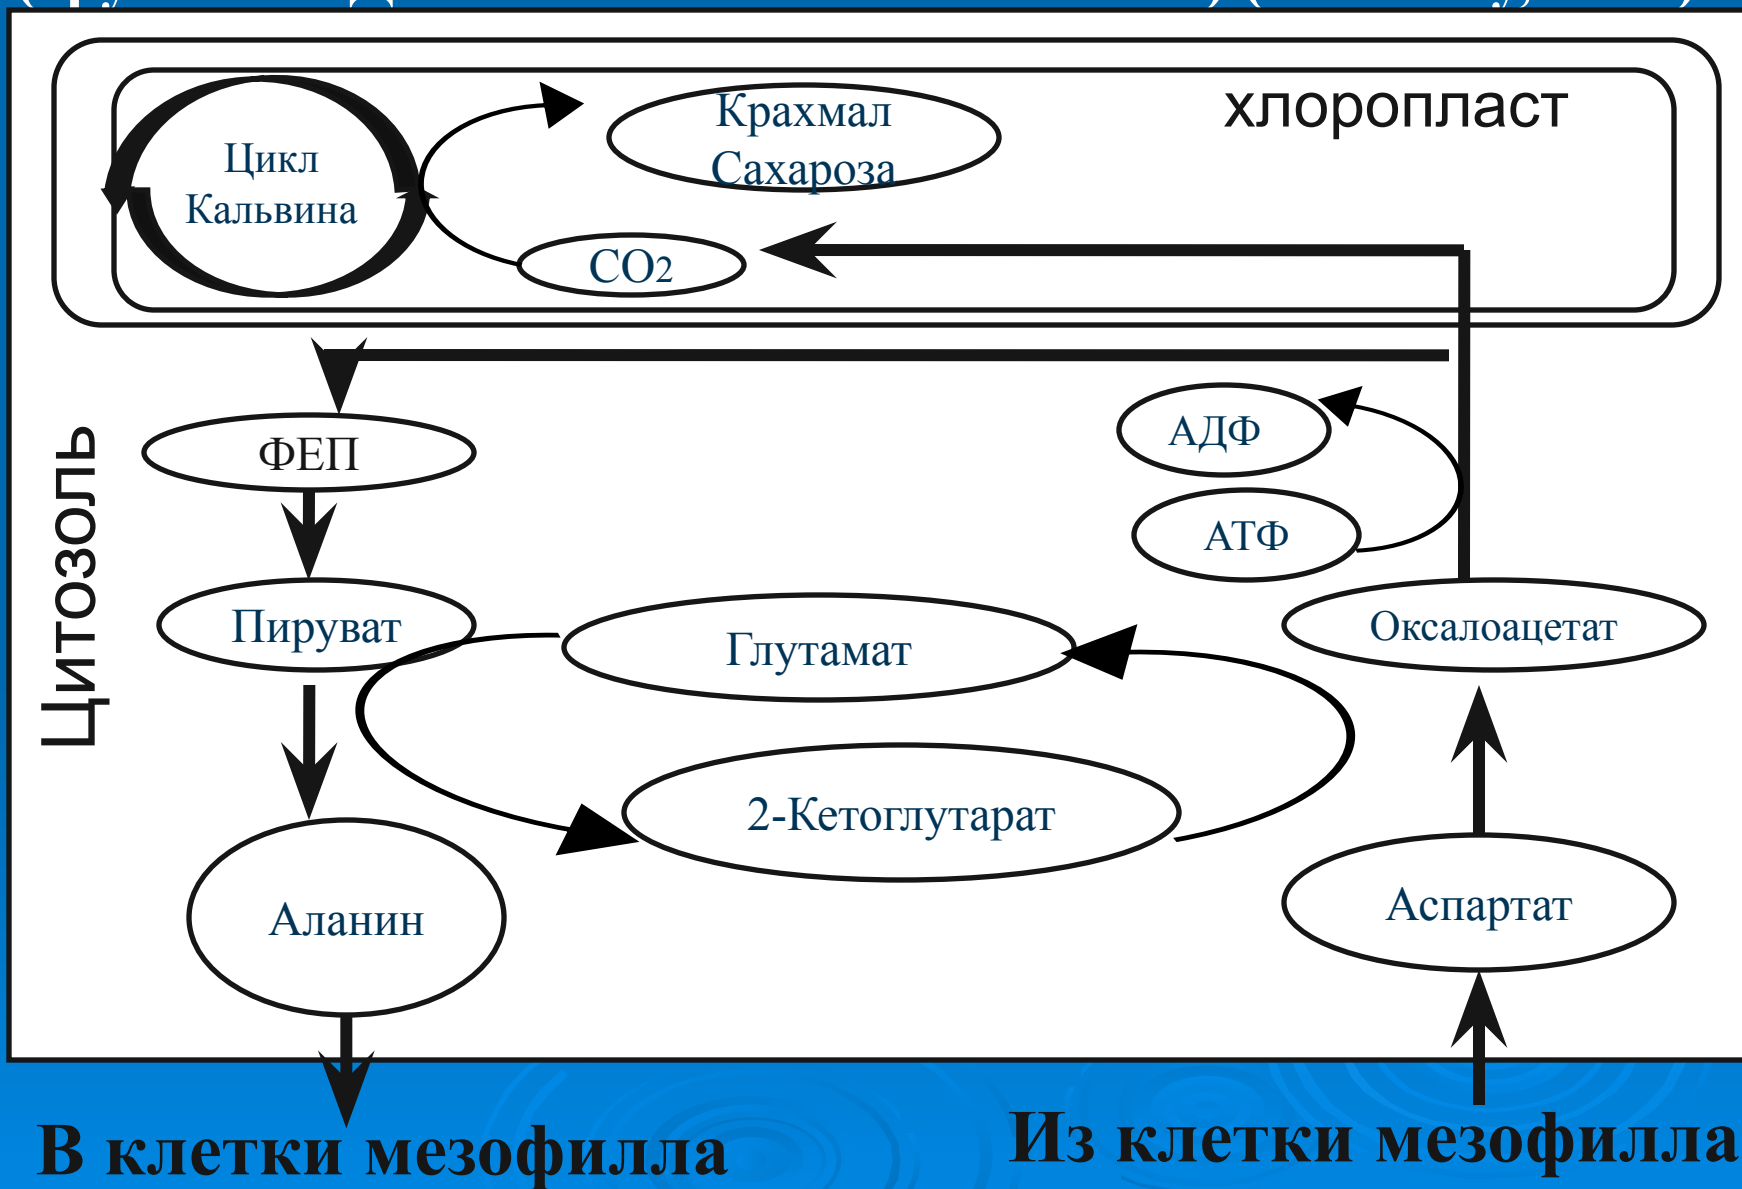 хлоропласт
Крахмал
Сахароза
Цикл
Кальвина
CO2
Цитозоль
ФЕП
АДФ
АТФ
Пируват
Глутамат
Оксалоацетат
2-Кетоглутарат
Аланин
Аспартат
В клетки мезофилла
Из клетки мезофилла